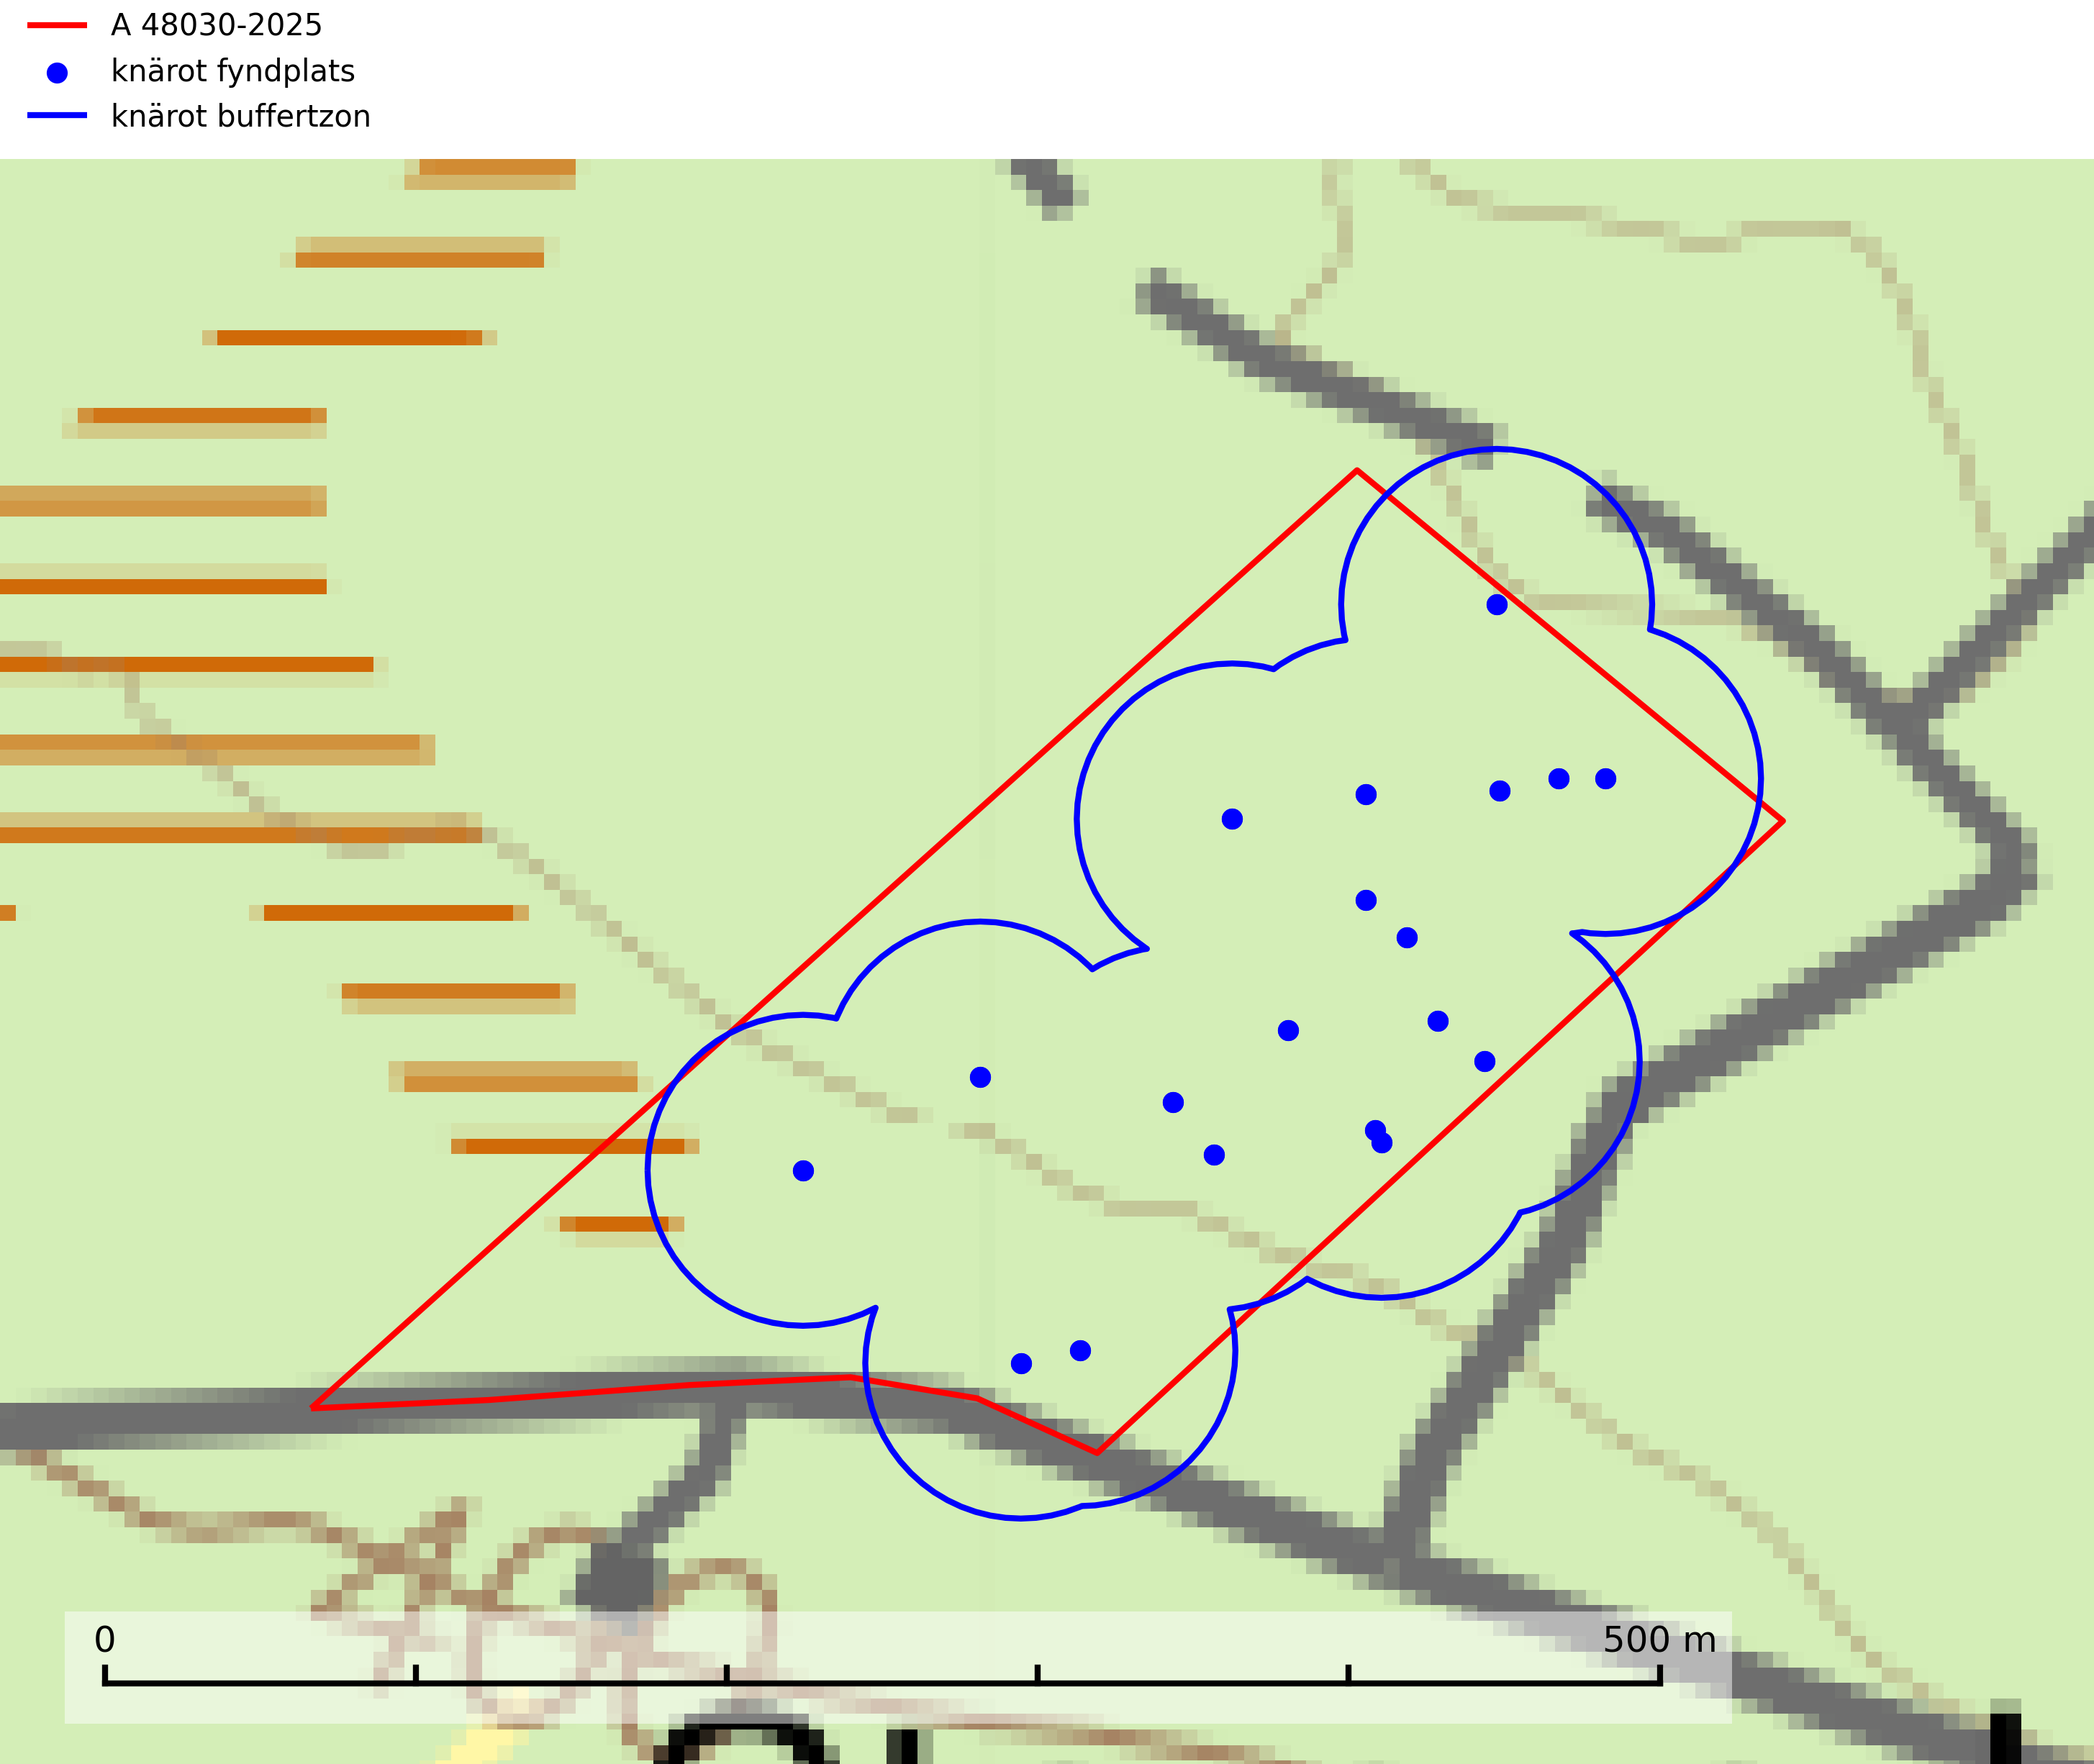 A 48030-2025
knärot fyndplats
knärot buffertzon
0 500 m